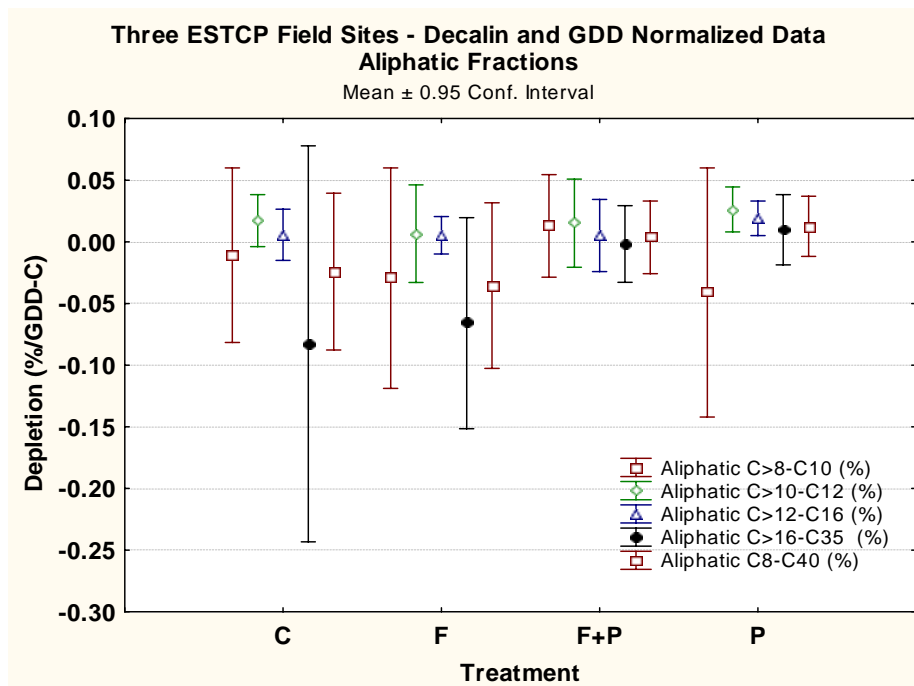 Three ESTCP Field Sites - Decalin and GDD Normalized Data
Aliphatic Fractions
Mean ± 0.95 Conf. Interval
Depletion (%/GDD-C)
0.10
0.05
0.00
-0.05
-0.10
-0.15
-0.20
-0.25
-0.30
Aliphatic C>8-C10 (%)
Aliphatic C>10-C12 (%)
Aliphatic C>12-C16 (%)
Aliphatic C>16-C35 (%)
Aliphatic C8-C40 (%)
C F F+P P
Treatment